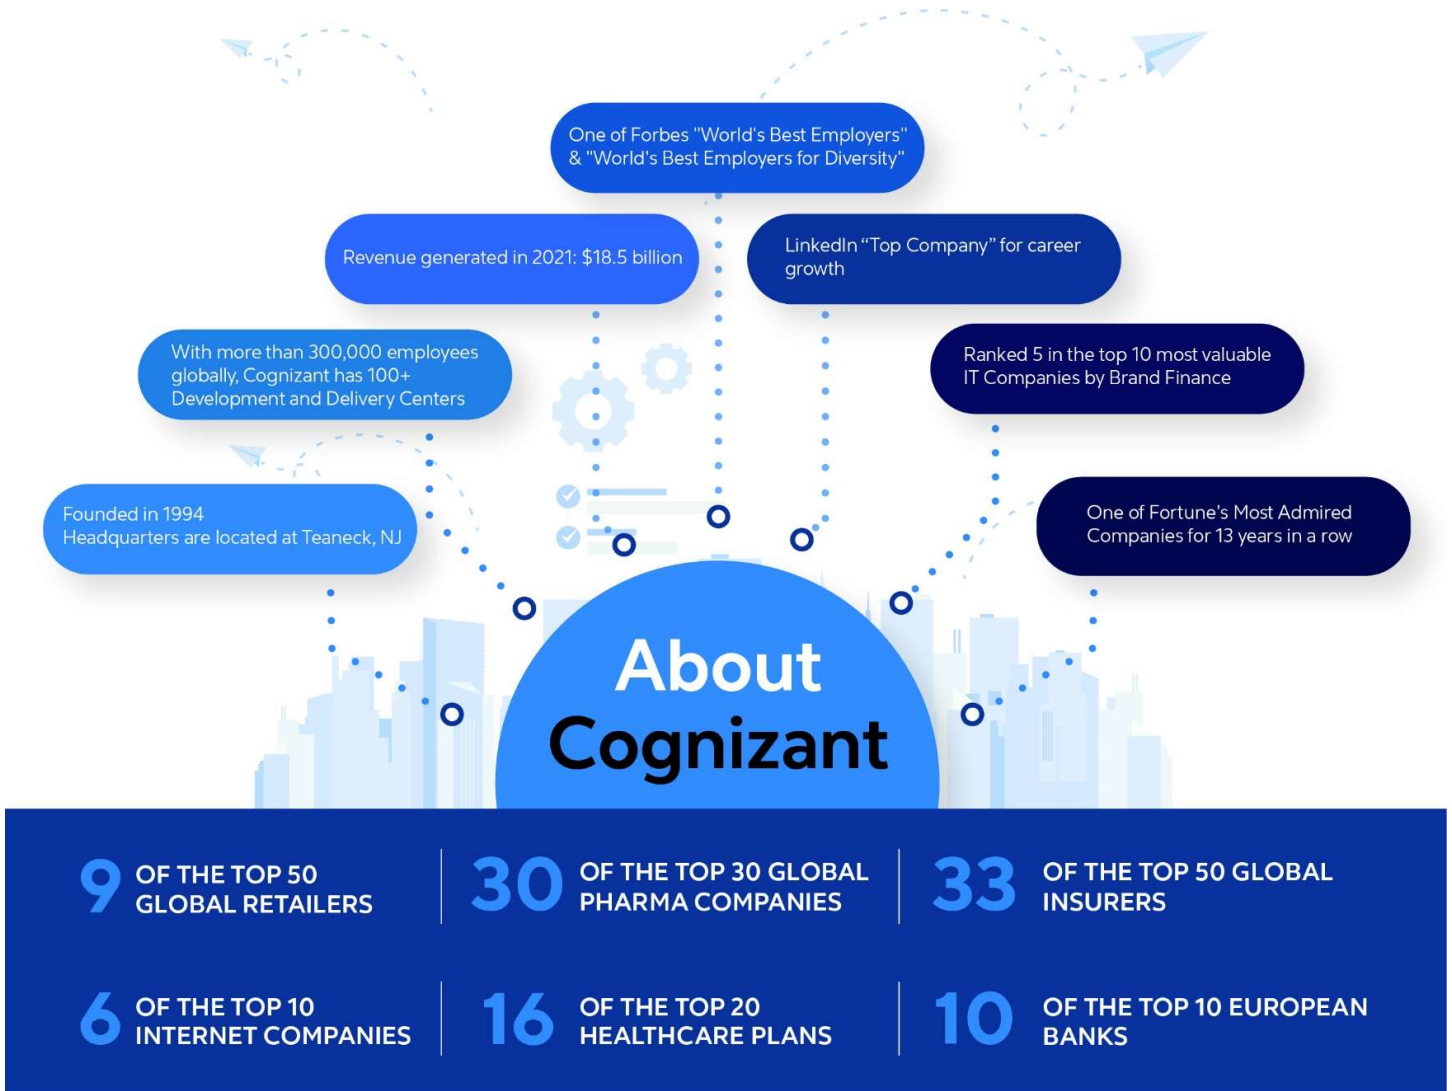 One of Forbes "World's Best Employers"
& "World's Best Employers for Diversity"
Revenue generated in 2021: $18.5 billion
LinkedIn “Top Company” for career
growth
With more than 300,000 employees
globally, Cognizant has 100+
Development and Delivery Centers
Ranked 5 in the top 10 most valuable
IT Companies by Brand Finance
Founded in 1994
Headquarters are located at Teaneck, NJ
One of Fortune's Most Admired
Companies for 13 years in a row
About
Cognizant
9 OF THE TOP 50
GLOBAL RETAILERS
30 OF THE TOP 30 GLOBAL
PHARMA COMPANIES
33 OF THE TOP 50 GLOBAL
INSURERS
6 OF THE TOP 10
INTERNET COMPANIES
16 OF THE TOP 20
HEALTHCARE PLANS
10 OF THE TOP 10 EUROPEAN
BANKS